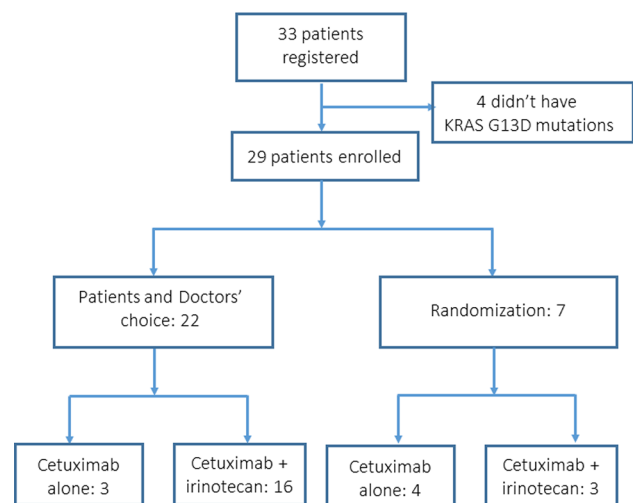 33 patients
registered
4 didn't have
KRAS G13D mutations
29 patients enrolled
Patients and Doctors'
choice: 22
Randomization: 7
Cetuximab
alone: 3
Cetuximab +
irinotecan: 16
Cetuximab
alone: 4
Cetuximab +
irinotecan: 3